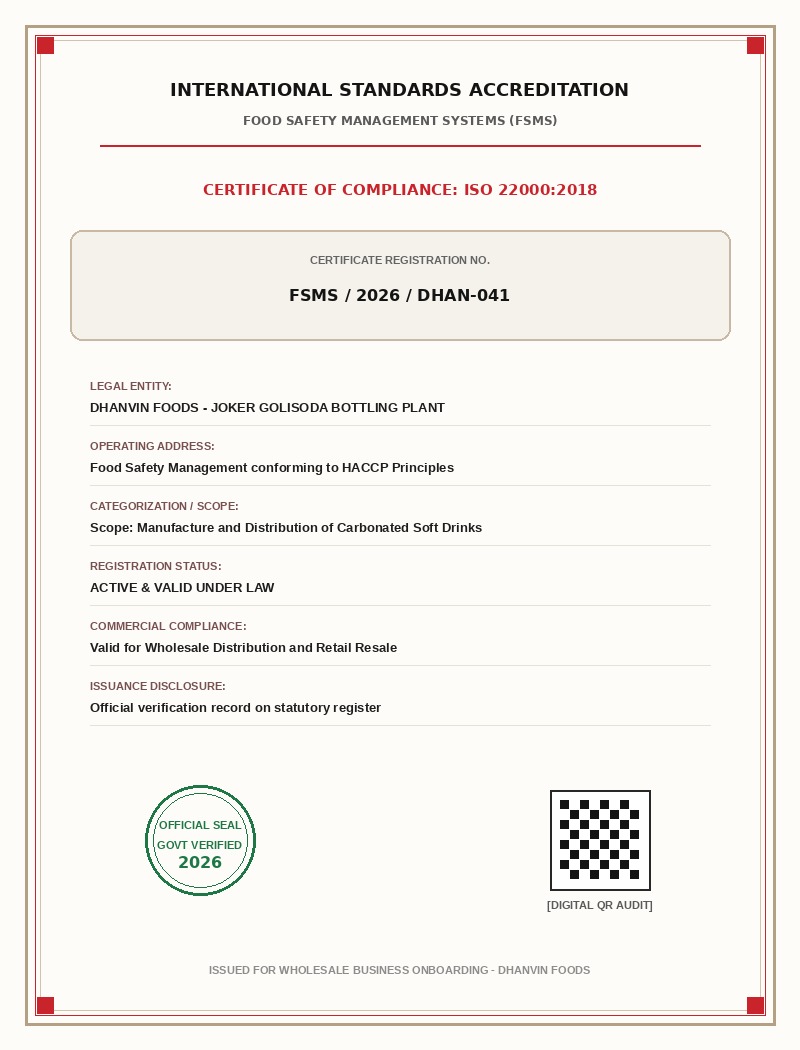 INTERNATIONAL STANDARDS ACCREDITATION
FOOD SAFETY MANAGEMENT SYSTEMS (FSMS)
CERTIFICATE OF COMPLIANCE: ISO 22000:2018
CERTIFICATE REGISTRATION NO.
FSMS / 2026 / DHAN-041
LEGAL ENTITY:
DHANVIN FOODS - JOKER GOLISODA BOTTLING PLANT
OPERATING ADDRESS:
Food Safety Management conforming to HACCP Principles
CATEGORIZATION / SCOPE:
Scope: Manufacture and Distribution of Carbonated Soft Drinks
REGISTRATION STATUS:
ACTIVE & VALID UNDER LAW
COMMERCIAL COMPLIANCE:
Valid for Wholesale Distribution and Retail Resale
ISSUANCE DISCLOSURE:
Official verification record on statutory register
OFFICIAL SEAL
GOVT VERIFIED
2026
[DIGITAL QR AUDIT]
ISSUED FOR WHOLESALE BUSINESS ONBOARDING - DHANVIN FOODS